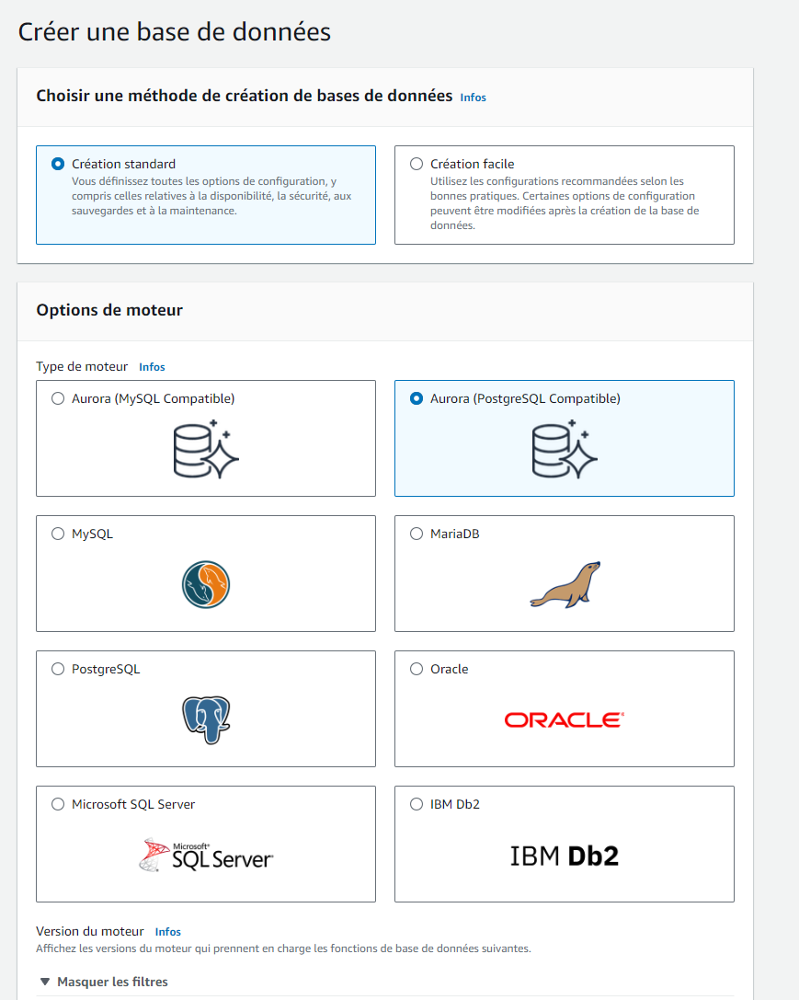 Créer une base de données
Choisir une méthode de création de bases de données Infos
Création standard
Vous définissez toutes les options de configuration, y
compris celles relatives à la disponibilité, la sécurité, aux
sauvegardes et à la maintenance.
Création facile
Utilisez les configurations recommandées selon les
bonnes pratiques. Certaines options de configuration
peuvent être modifiées après la création de la base de
données.
Options de moteur
Type de moteur Infos
Aurora (MySQL Compatible)
Aurora (PostgreSQL Compatible)
MySQL
MariaDB
PostgreSQL
Oracle
ORACLE®
Microsoft SQL Server
Microsoft®
SQL Server®
IBM Db2
IBM Db2
Version du moteur Infos
Affichez les versions du moteur qui prennent en charge les fonctions de base de données suivantes.
Masquer les filtres